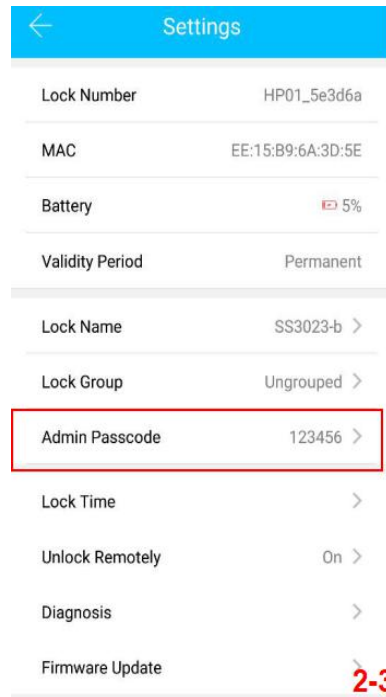 Settings
Lock Number HP01_5e3d6a
MAC EE:15:B9:6A:3D:5E
Battery 5%
Validity Period Permanent
Lock Name SS3023-b
Lock Group Ungrouped
Admin Passcode 123456
Lock Time
Unlock Remotely On
Diagnosis
Firmware Update
2-3